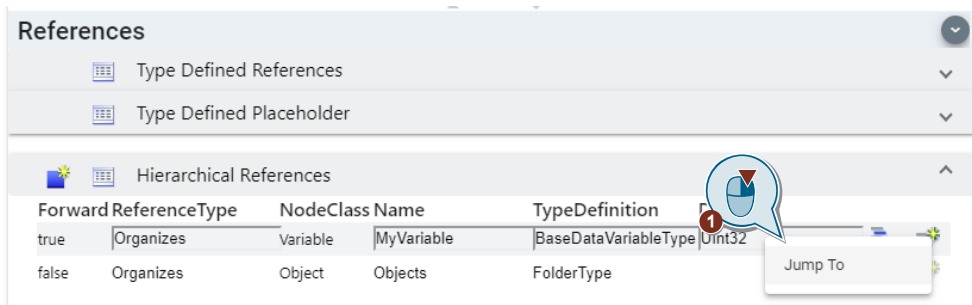 References
Type Defined References
Type Defined Placeholder
Hierarchical References
Forward ReferenceType NodeClass Name TypeDefinition
1
true Organizes Variable MyVariable BaseDataVariableType UInt32
Jump To
false Organizes Object Objects FolderType